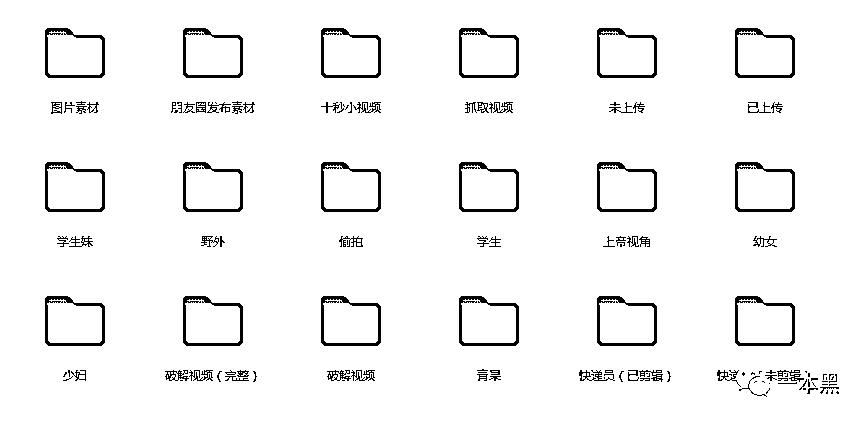 图片素材
朋友圈发布素材
十秒小视频
抓取视频
未上传
已上传
学生妹
野外
偷拍
学生
上帝视角
幼女
少妇
破解视频（完整）
破解视频
快递员（已剪辑）
快递 未剪辑）
一本黑